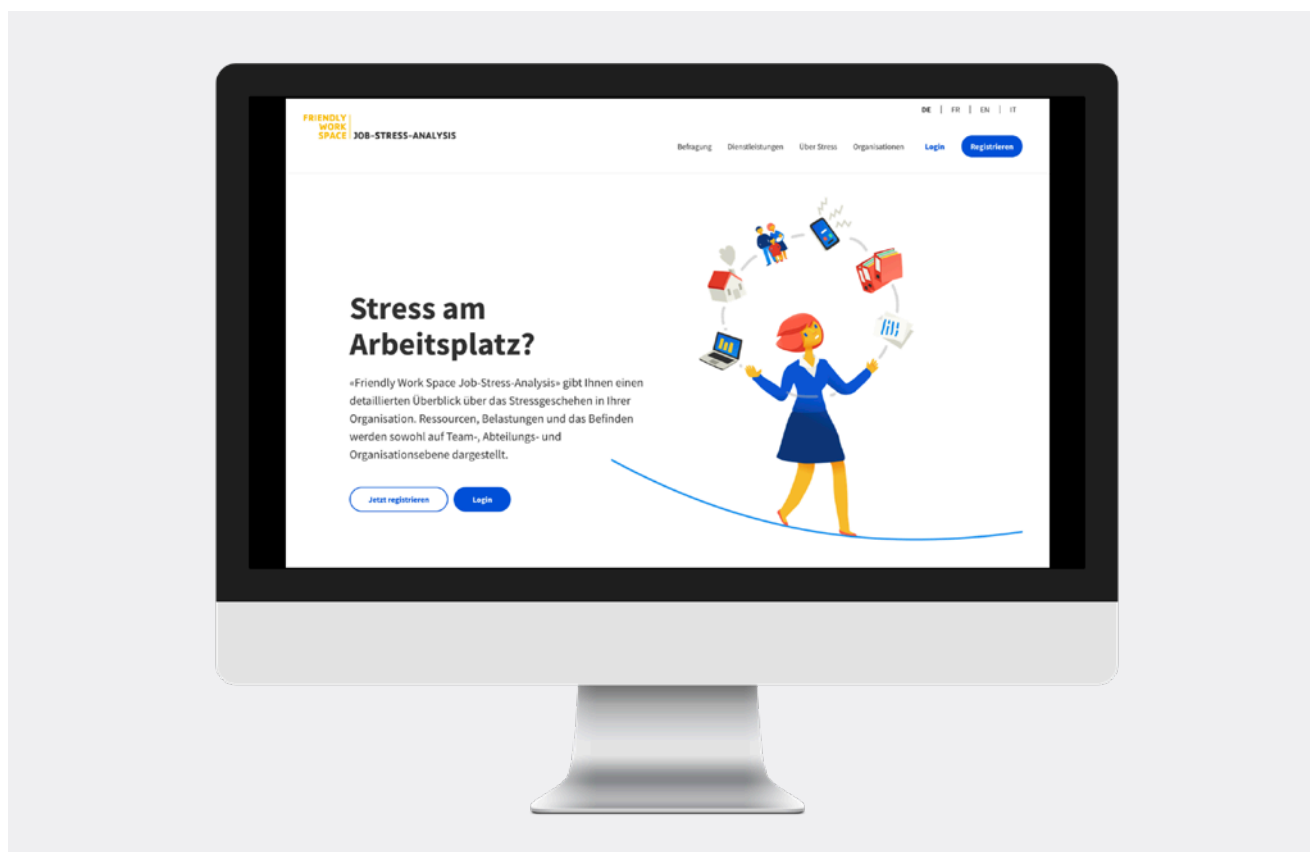 FRIENDLY
WORK
SPACE
JOB-STRESS-ANALYSIS
DE | FR | EN | IT
Befragung Dienstleistungen Über Stress Organisationen Login Registrieren
Stress am
Arbeitsplatz?
«Friendly Work Space Job-Stress-Analysis» gibt Ihnen einen
detaillierten Überblick über das Stressgeschehen in Ihrer
Organisation. Ressourcen, Belastungen und das Befinden
werden sowohl auf Team-, Abteilungs- und
Organisationsebene dargestellt.
Jetzt registrieren Login